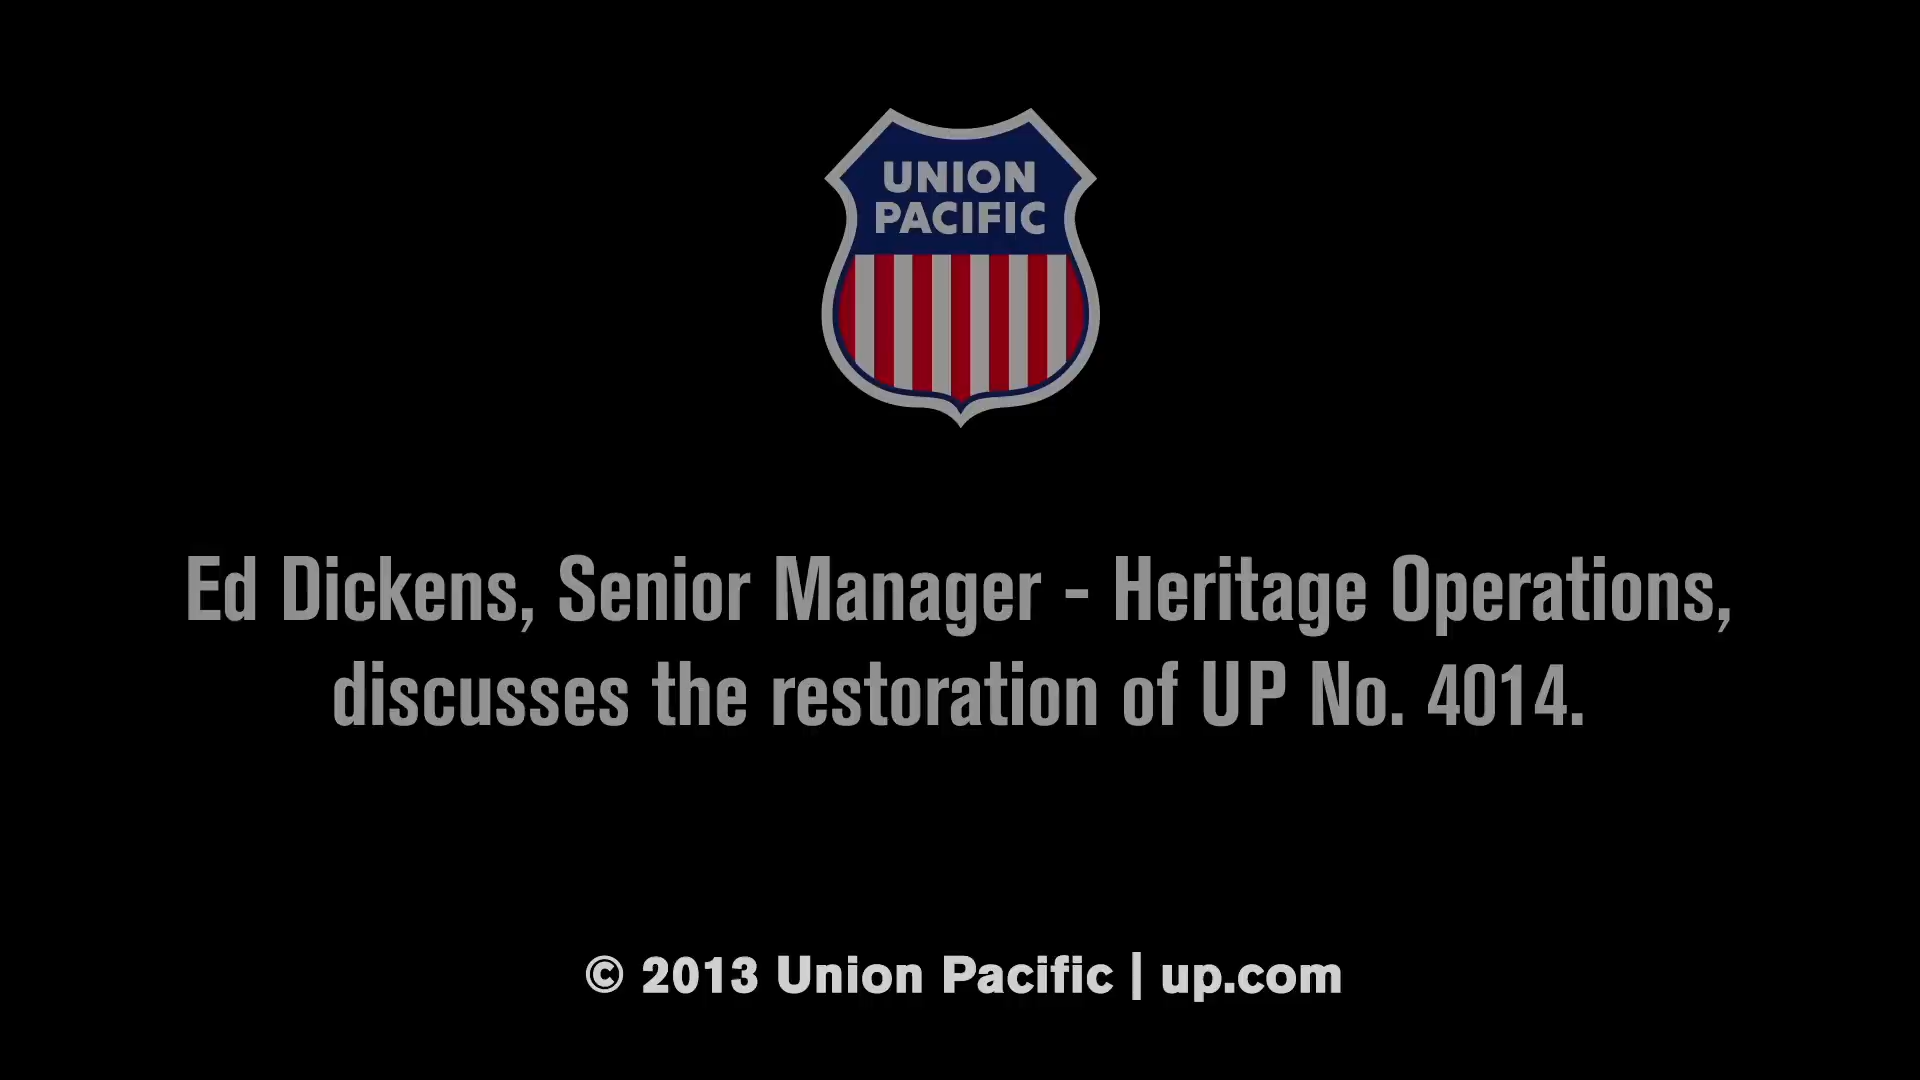 UNION
PACIFIC
Ed Dickens, Senior Manager - Heritage Operations,
discusses the restoration of UP No. 4014.
© 2013 Union Pacific | up.com